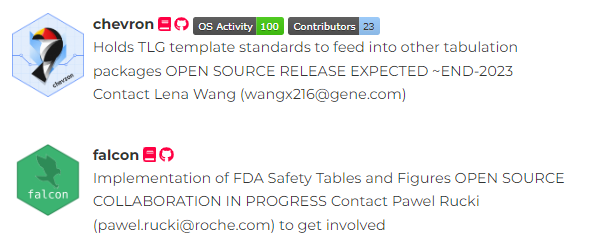 chevron OS Activity 100 Contributors 23
Holds TLG template standards to feed into other tabulation
packages OPEN SOURCE RELEASE EXPECTED ~END-2023
Contact Lena Wang (wangx216@gene.com)
chevron
falcon
Implementation of FDA Safety Tables and Figures OPEN SOURCE
COLLABORATION IN PROGRESS Contact Pawel Rucki
(pawel.rucki@roche.com) to get involved
falcon